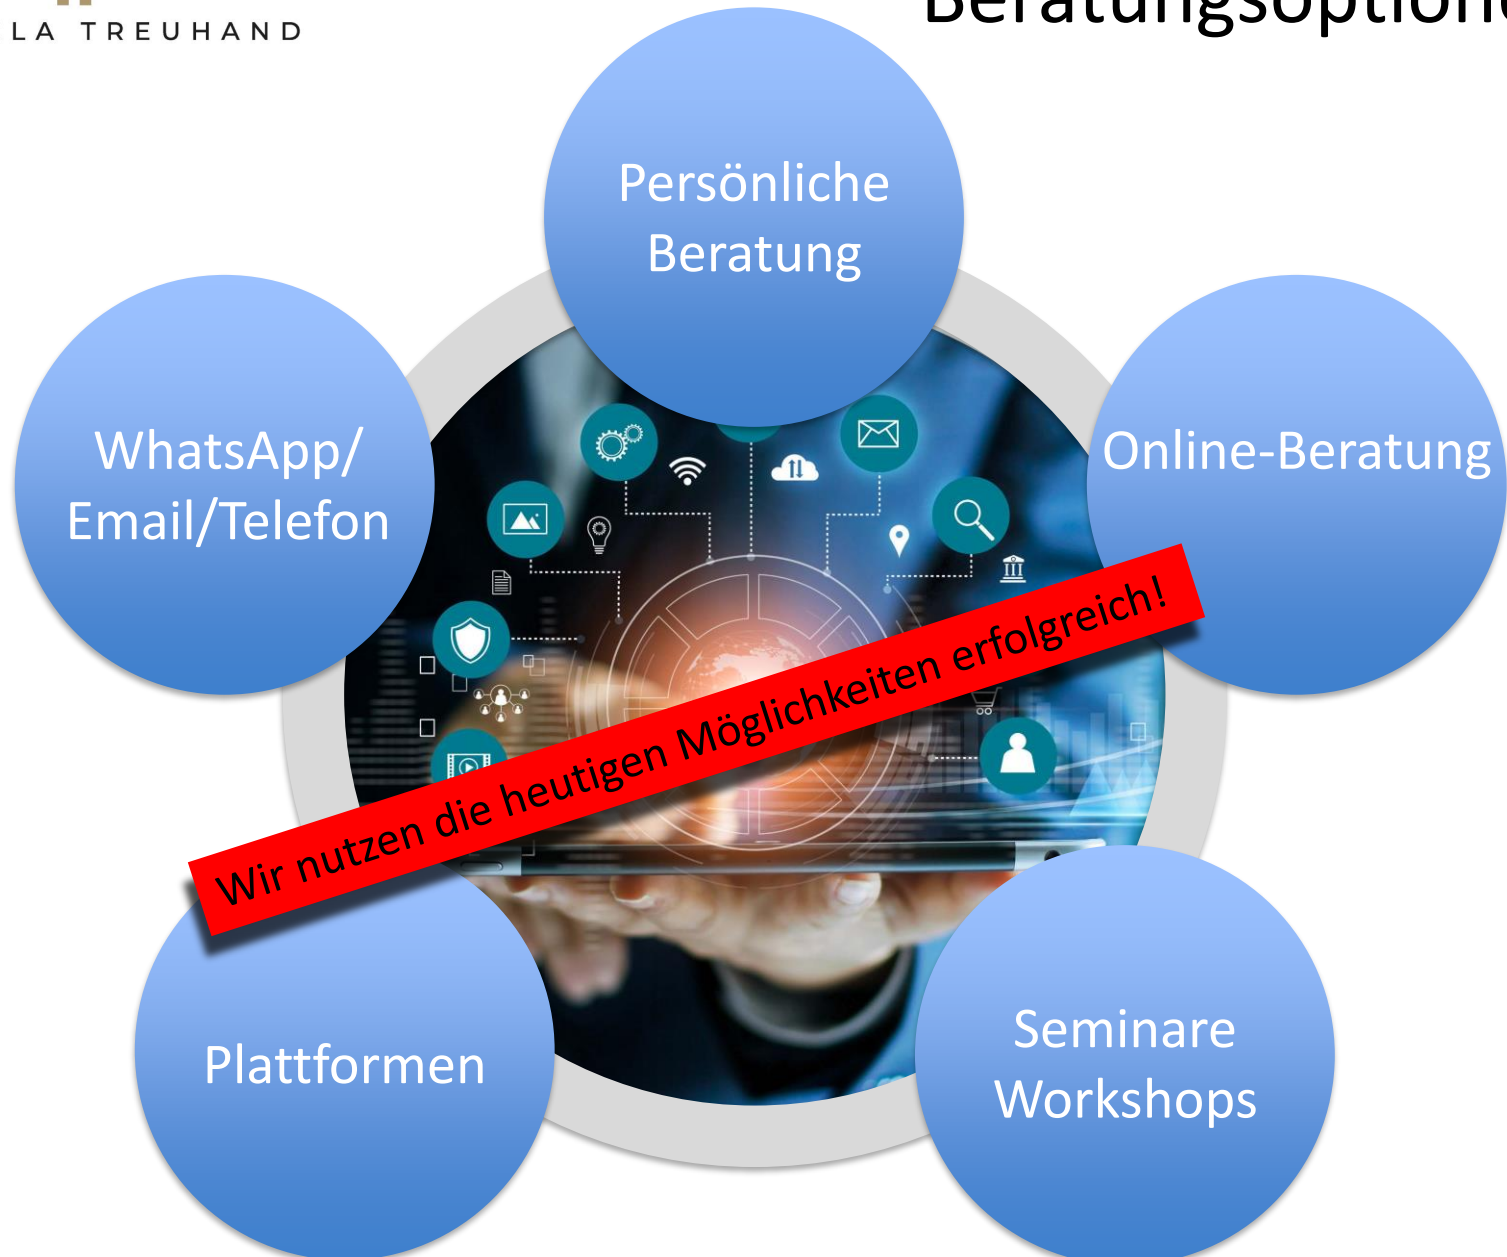 LA TREUHAND
Persönliche
Beratung
WhatsApp/
Email/Telefon
Online-Beratung
Wir nutzen die heutigen Möglichkeiten erfolgreich!
Plattformen
Seminare
Workshops